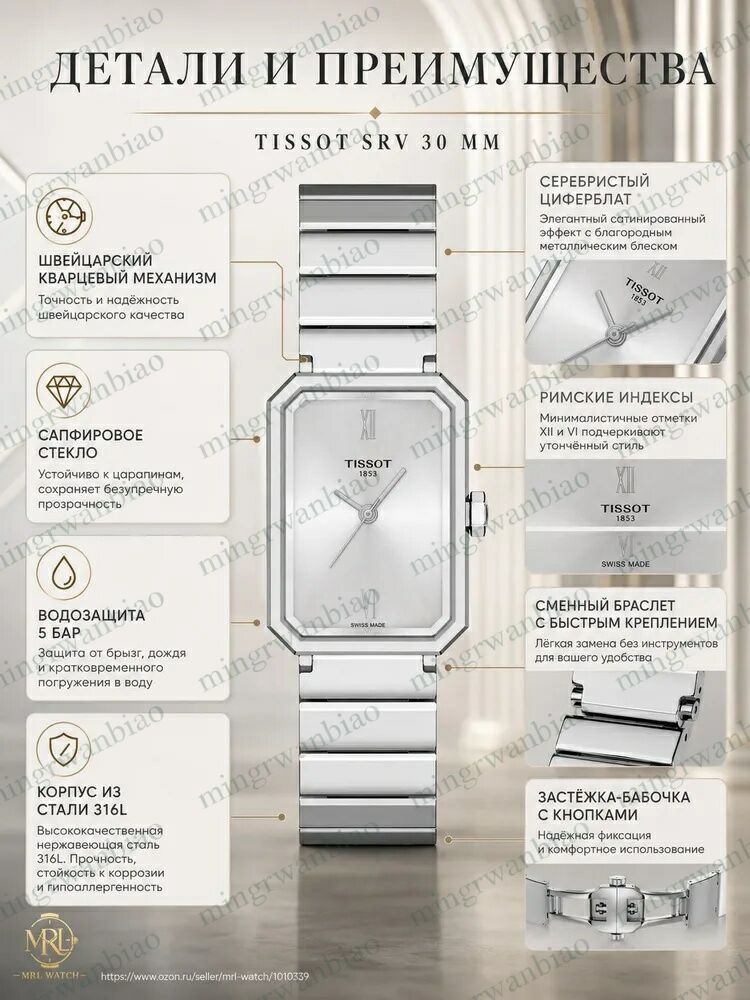 ДЕТАЛИ И ПРЕИМУЩЕСТВА
TISSOT SRV 30 MM
ШВЕЙЦАРСКИЙ
КВАРЦЕВЫЙ МЕХАНИЗМ
Точность и надёжность
швейцарского качества
САПФИРОВОЕ
СТЕКЛО
Устойчиво к царапинам,
сохраняет безупречную
прозрачность
ВОДОЗАЩИТА
5 БАР
Защита от брызг, дождя
и кратковременного
погружения в воду
КОРПУС ИЗ
СТАЛИ 316L
Высококачественная
нержавеющая сталь
316L. Прочность,
стойкость к коррозии
и гипоаллергенность
XII
TISSOT
1853
VI
SWISS MADE
СЕРЕБРИСТЫЙ
ЦИФЕРБЛАТ
Элегантный сатинированный
эффект с благородным
металлическим блеском
XII
TISSOT
1853
РИМСКИЕ ИНДЕКСЫ
Минималистичные отметки
XII и VI подчеркивают
утончённый стиль
XII
TISSOT
1853
VI
SWISS MADE
СМЕННЫЙ БРАСЛЕТ
С БЫСТРЫМ КРЕПЛЕНИЕМ
Лёгкая замена без инструментов
для вашего удобства
ЗАСТЁЖКА-БАБОЧКА
С КНОПКАМИ
Надёжная фиксация
и комфортное использование
MRL
MRL WATCH
https://www.ozon.ru/seller/mrl-watch/1010339
mingrwanbiao